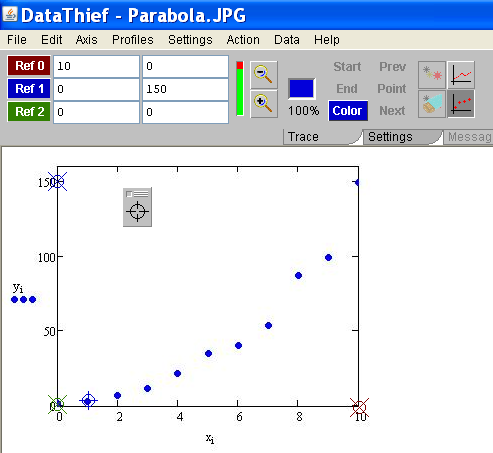 DataThief - Parabola.JPG
File Edit Axis Profiles Settings Action Data Help
Ref 0 10 0 Start Prev
Ref 1 0 150 End Point
Ref 2 0 0 100% Color Next
Trace Settings Messag
150
100
yi
50
0
0 2 4 6 8 10
xi